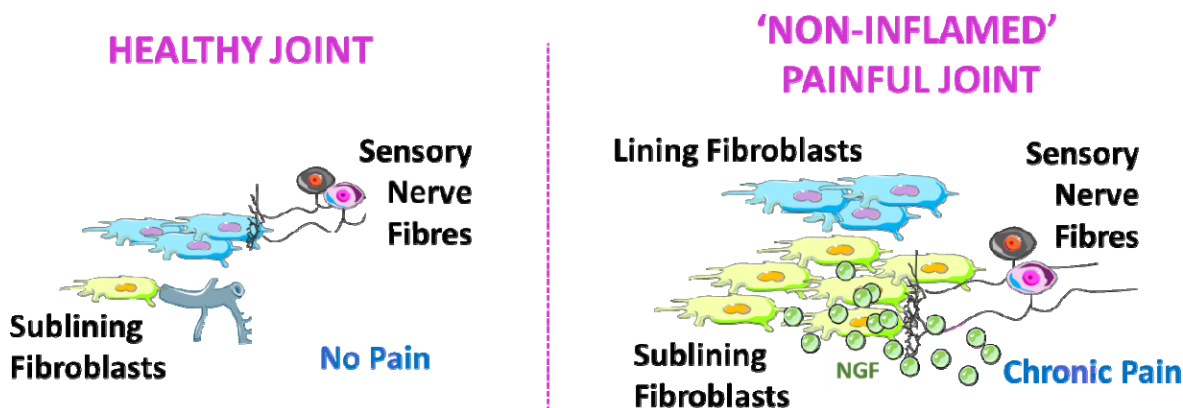 HEALTHY JOINT
Sensory
Nerve
Fibres
Sublining
Fibroblasts
No Pain
‘NON-INFLAMED’
PAINFUL JOINT
Lining Fibroblasts
Sensory
Nerve
Fibres
Sublining
Fibroblasts
NGF
Chronic Pain